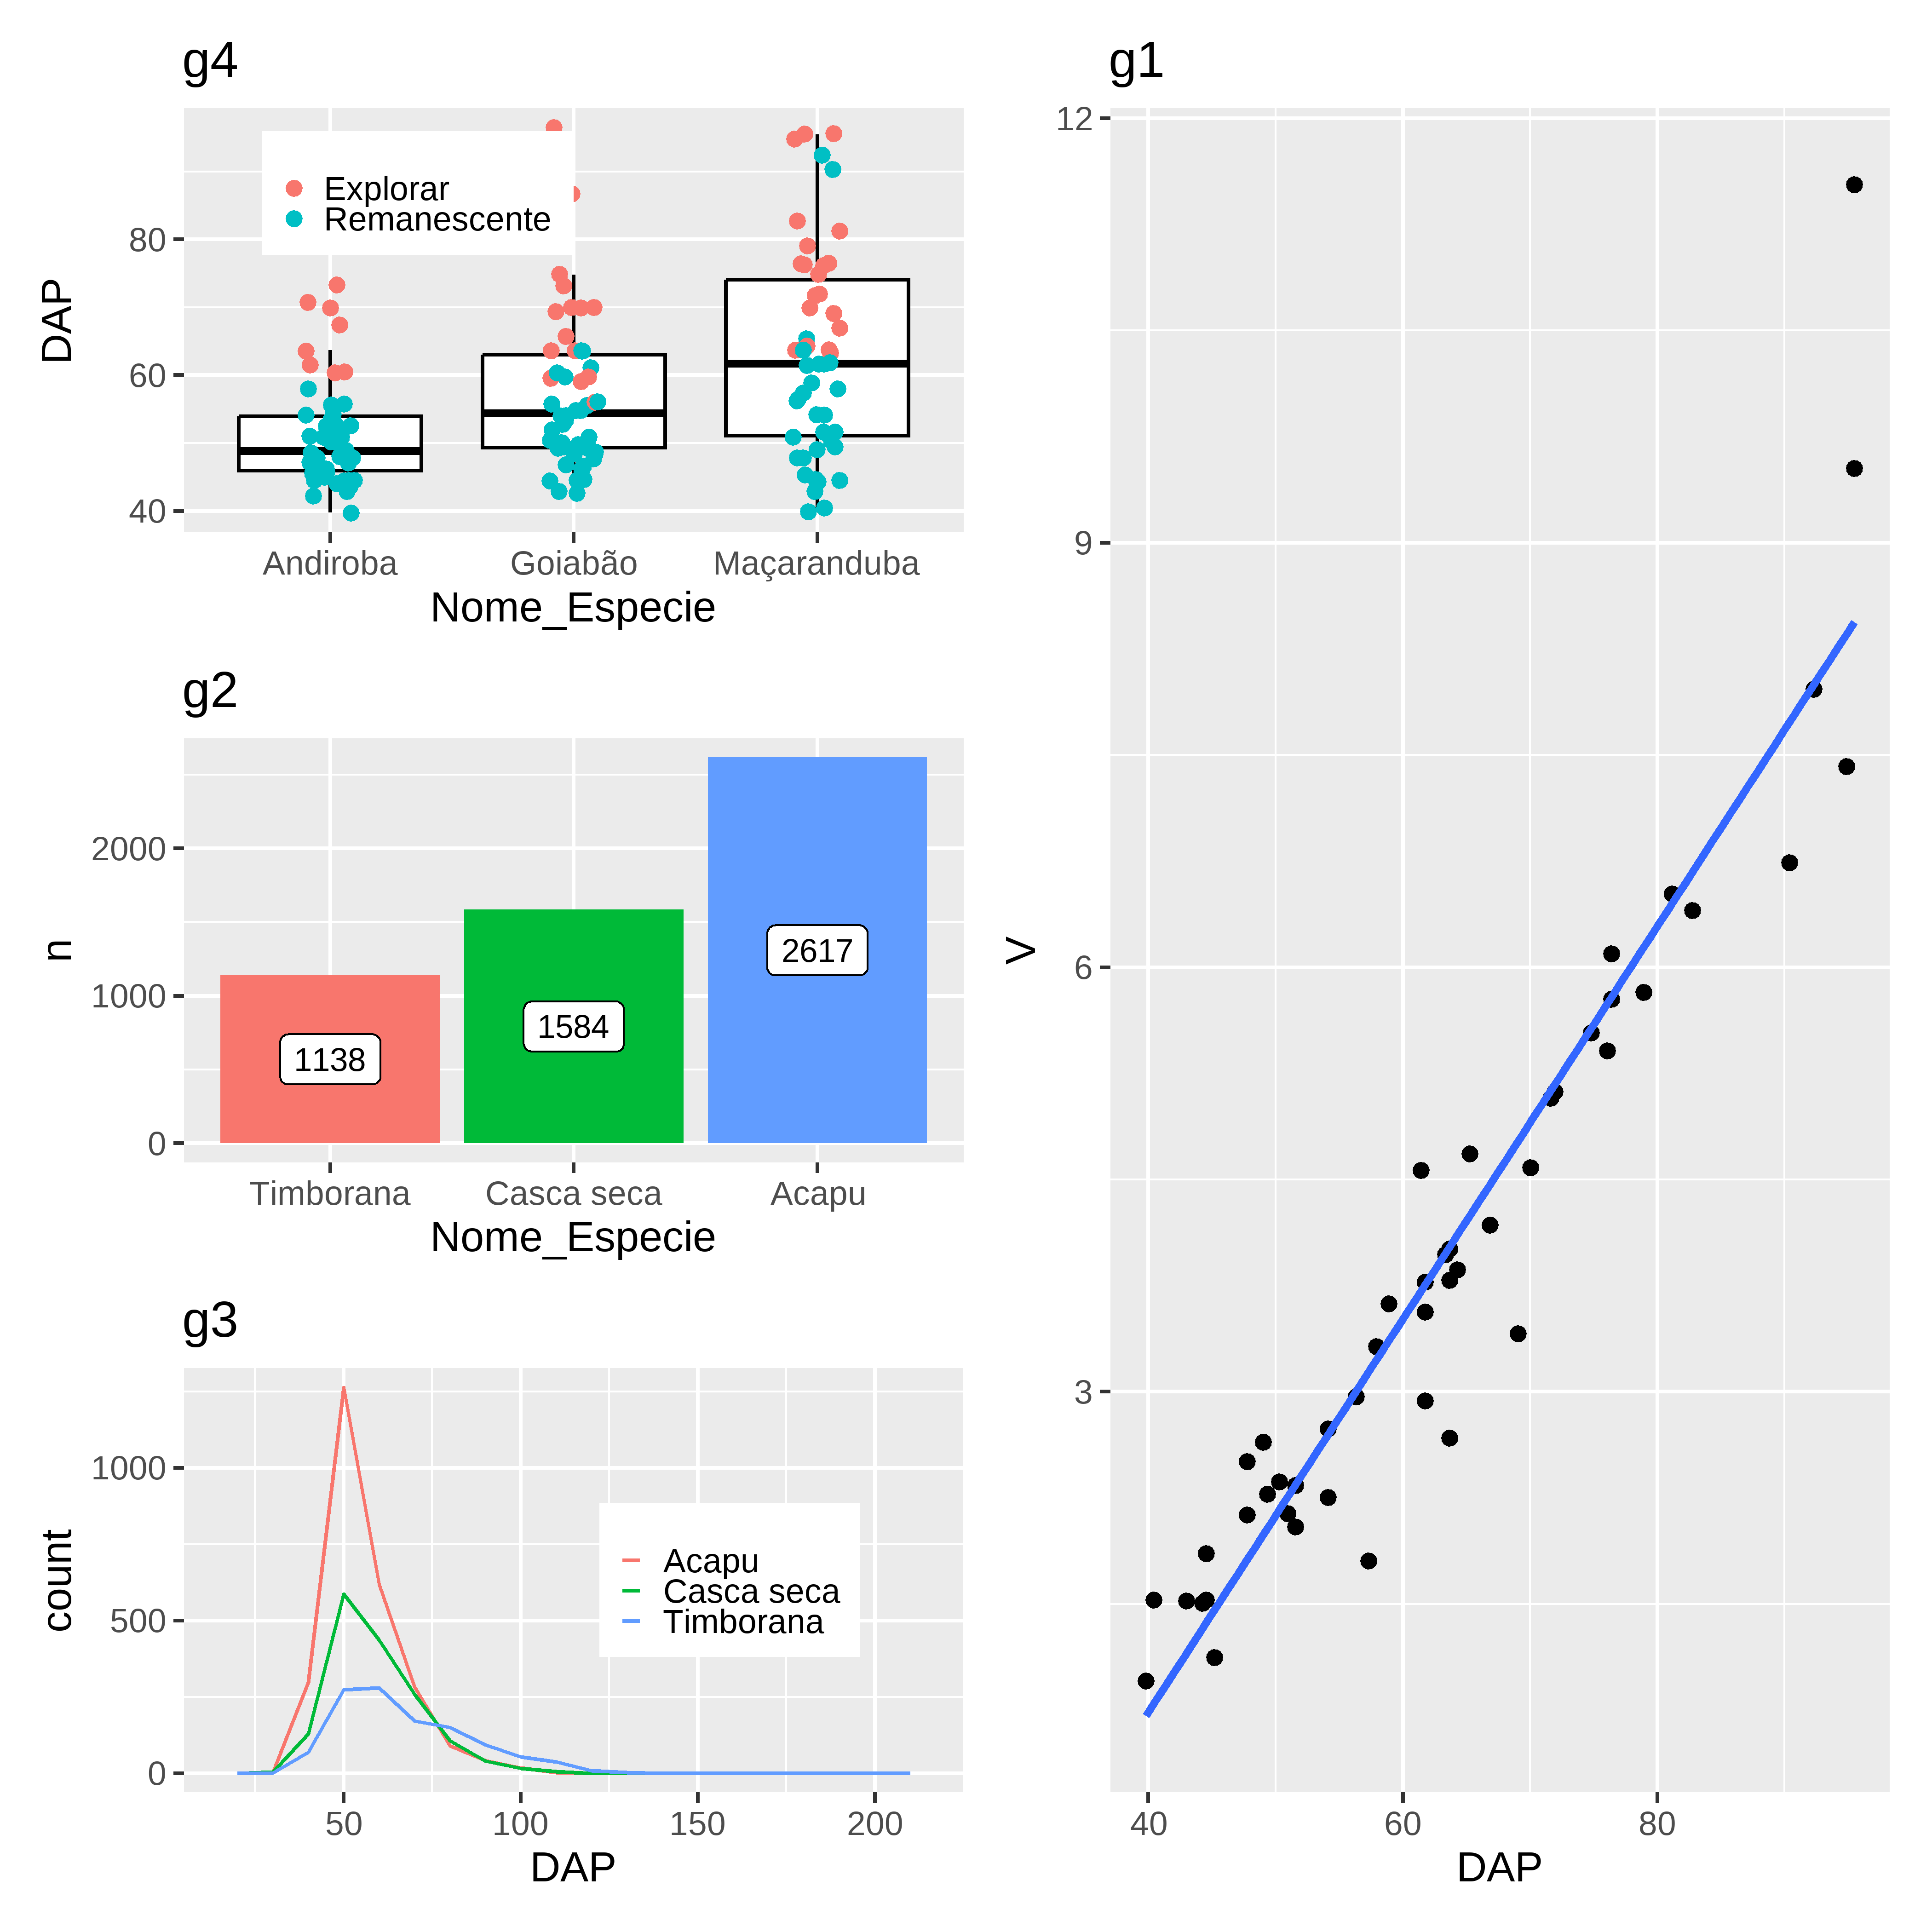 g4
DAP
80
60
40
Explorar
Remanescente
Andiroba Goiabão Maçaranduba
Nome_Especie
g2
n
2000
1000
0
1138
1584
2617
Timborana Casca seca Acapu
Nome_Especie
g3
count
1000
500
0
Acapu
Casca seca
Timborana
50 100 150 200
DAP
g1
V
12
9
6
3
40 60 80
DAP